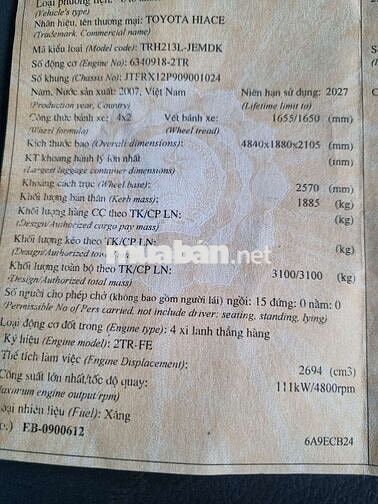 Loại phương tiện:
(Vehicle's type)
Nhãn hiệu, tên thương mại: TOYOTA HIACE
(Trademark. Commercial name)
Mã kiểu loại (Model code): TRH213L-JEMDK
Số động cơ (Engine No): 6340918-2TR
Số khung (Chassis No): JTFRX12P909001024
Năm, Nước sản xuất: 2007, Việt Nam Niên hạn sử dụng: 2027
(Production year, Country) (Lifetime limit to)
Công thức bánh xe: 4x2 Vết bánh xe: 1655/1650 (mm)
(Wheel formula) (Wheel tread)
Kích thước bao (Overall dimensions): 4840x1880x2105 (mm)
KT khoang hành lý lớn nhất (mm)
(Largest luggage container dimensions)
Khoảng cách trục (Wheel base): 2570 (mm)
Khối lượng bản thân (Kerb mass): 1885 (kg)
Khối lượng hàng CC theo TK/CP LN: (kg)
(Design/Authorized cargo pay mass)
Khối lượng kéo theo TK/CP LN: (kg)
(Design/Authorized tow
muaban.net
Khối lượng toàn bộ theo TK/CP LN: 3100/3100 (kg)
(Design/Authorized total mass)
Số người cho phép chở (không bao gồm người lái) ngồi: 15 đứng: 0 nằm: 0
(Permissable No of Pers carried, not include driver: seating, standing, lying)
Loại động cơ đốt trong (Engine type): 4 xi lanh thẳng hàng
Ký hiệu (Engine model): 2TR-FE
Thể tích làm việc (Engine Displacement): 2694 (cm3)
Công suất lớn nhất/tốc độ quay: 111kW/4800rpm
(Maximum engine output/rpm)
Loại nhiên liệu (Fuel): Xăng
o.) EB-0900612
6A9ECB24